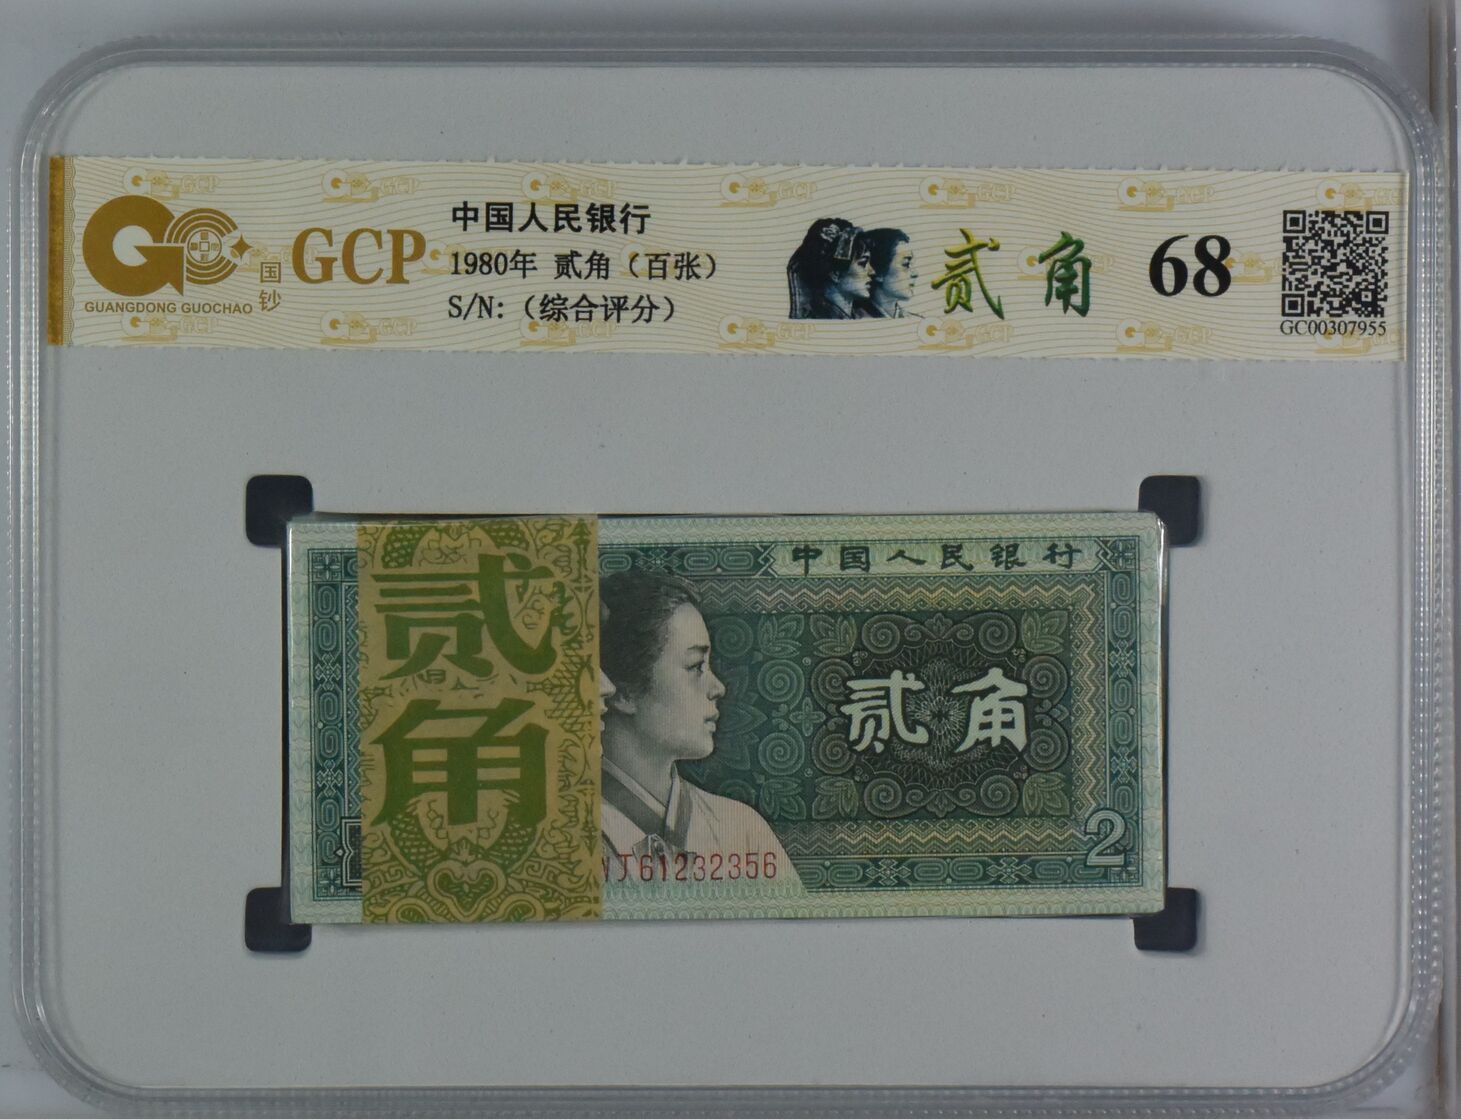 GCP
国钞
GUANGDONG GUOCHAO
中国人民银行
1980年 贰角（百张）
S/N:（综合评分）
贰角
68
GC00307955
贰角
中国人民银行
贰角
J61232356
2